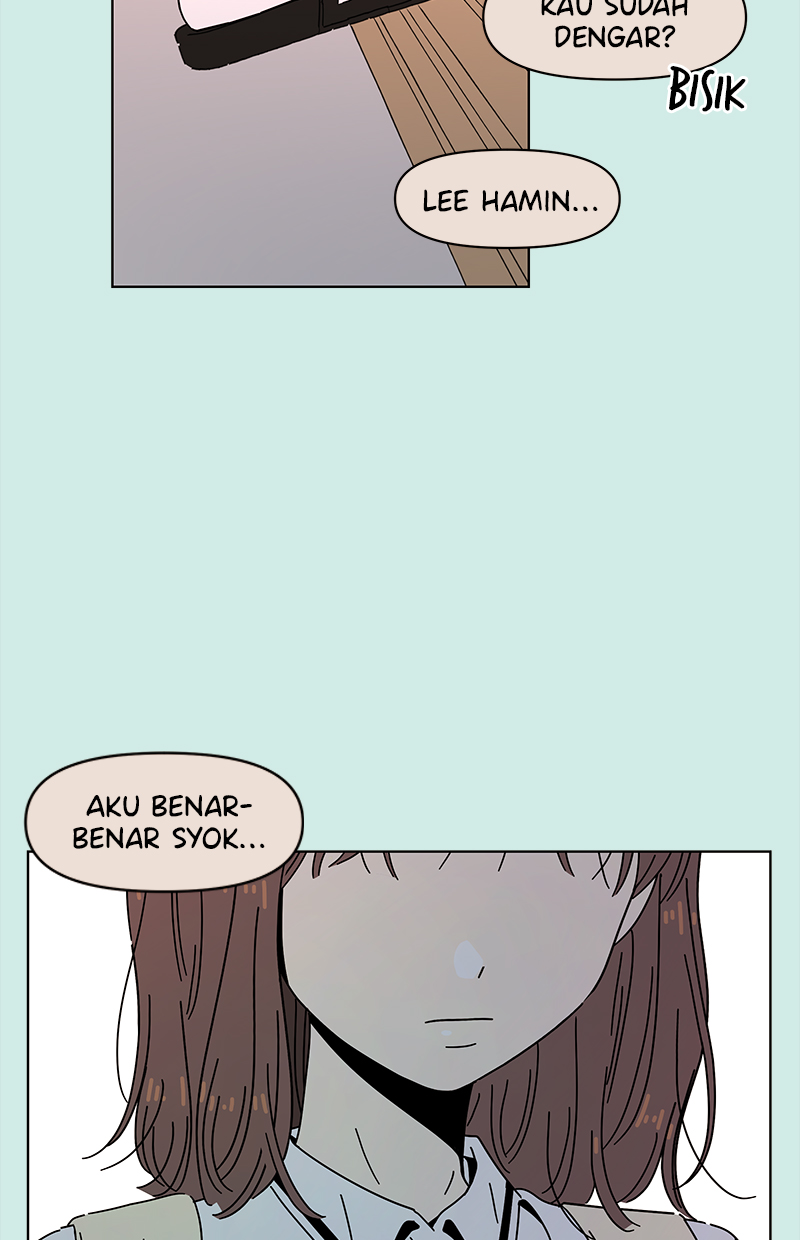 KAU SUDAH
DENGAR?
BISIK
LEE HAMIN...
AKU BENAR-
BENAR SYOK...